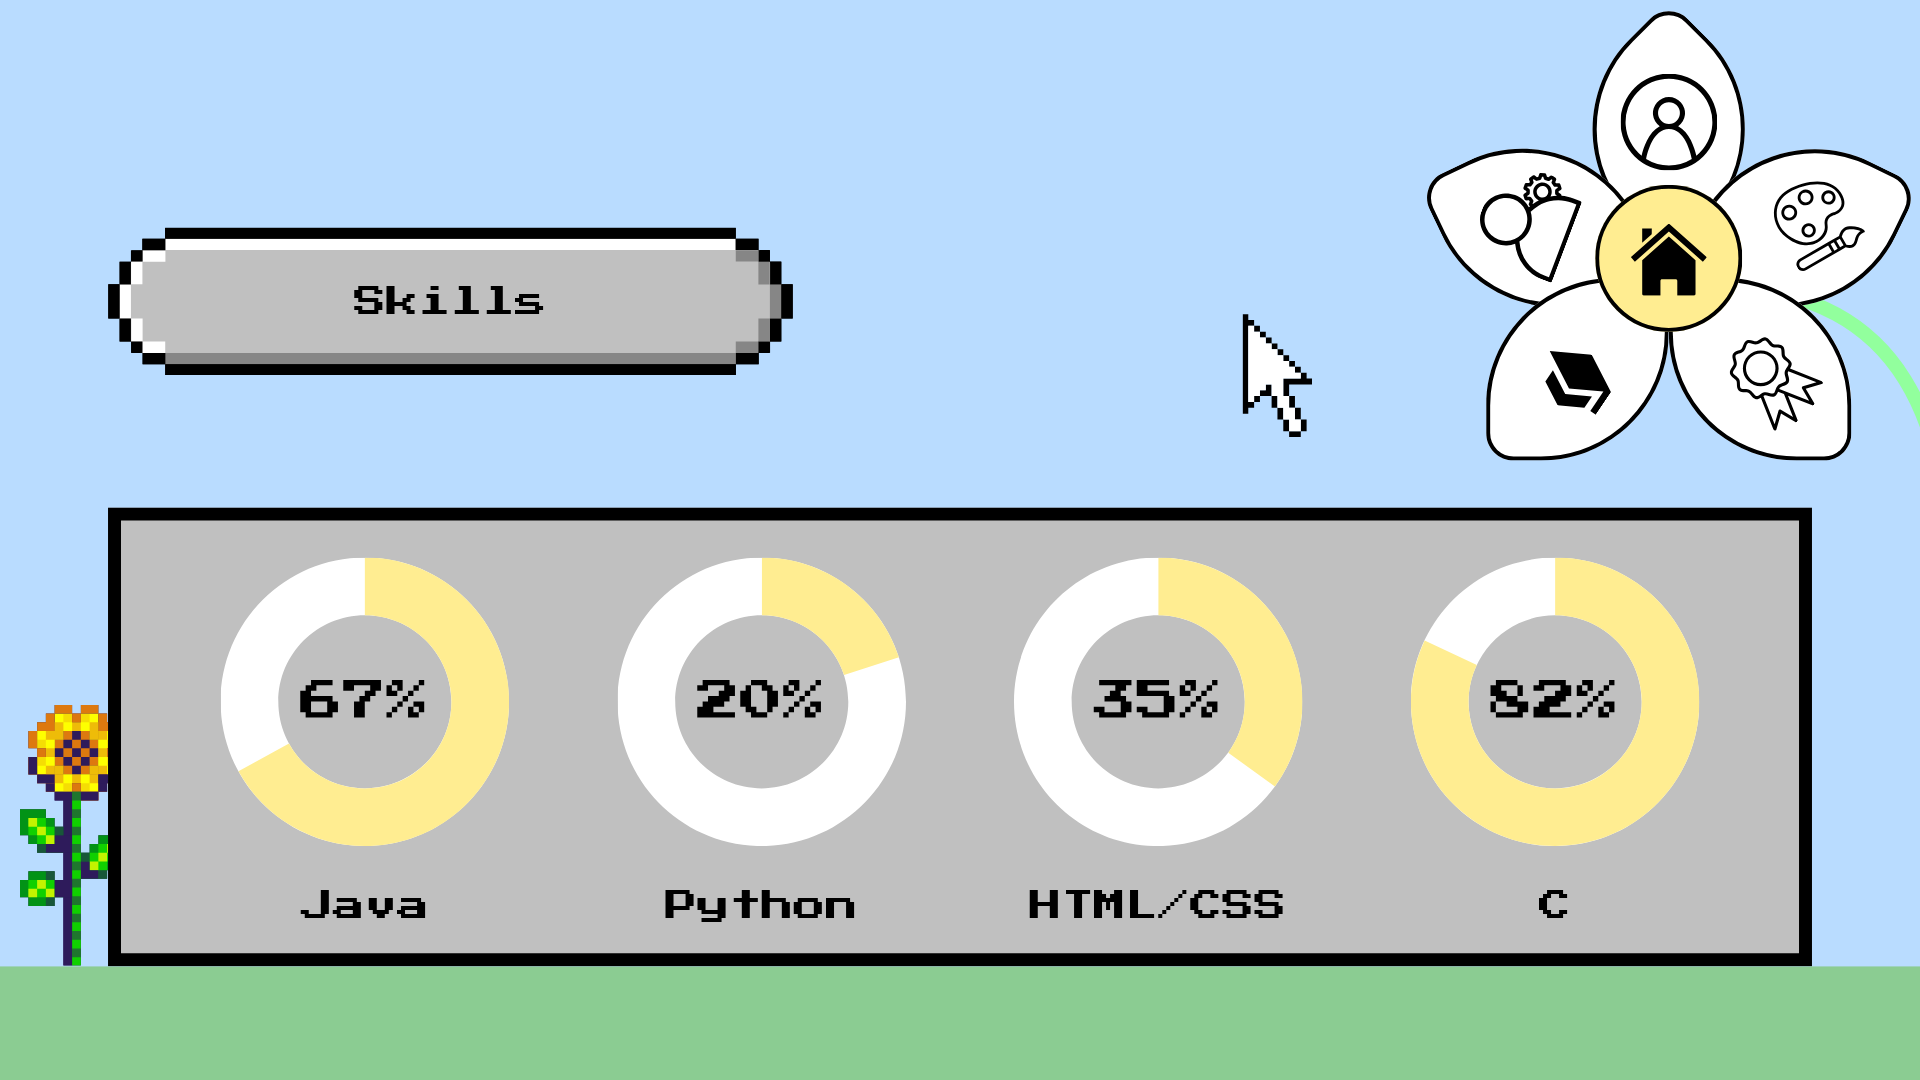 Skills
67%
20%
35%
82%
Java
Python
HTML/CSS
C